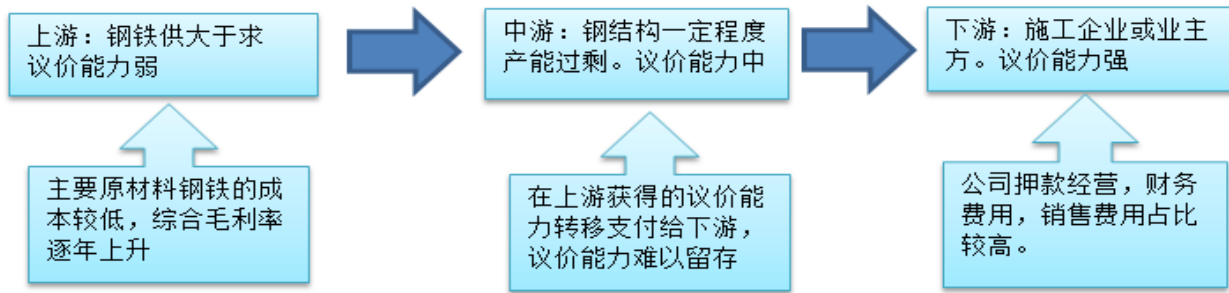 上游：钢铁供大于求
议价能力弱
中游：钢结构一定程度
产能过剩。议价能力中
下游：施工企业或业主
方。议价能力强
主要原材料钢铁的成
本较低，综合毛利率
逐年上升
在上游获得的议价能
力转移支付给下游，
议价能力难以留存
公司押款经营，财务
费用，销售费用占比
较高。